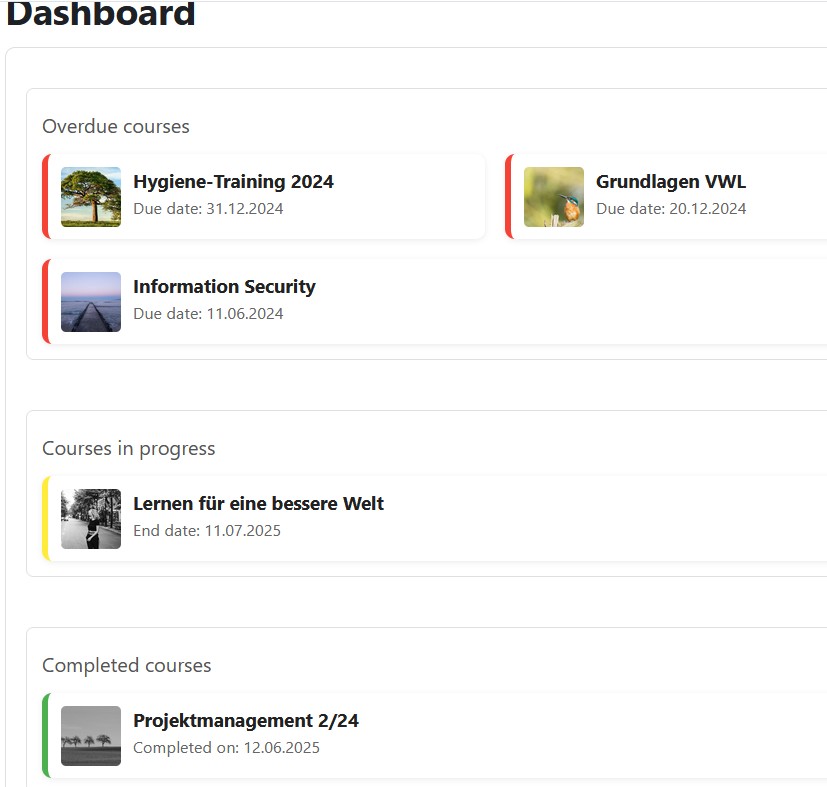 Dashboard
Overdue courses
Hygiene-Training 2024
Due date: 31.12.2024
Grundlagen VWL
Due date: 20.12.2024
Information Security
Due date: 11.06.2024
Courses in progress
Lernen für eine bessere Welt
End date: 11.07.2025
Completed courses
Projektmanagement 2/24
Completed on: 12.06.2025